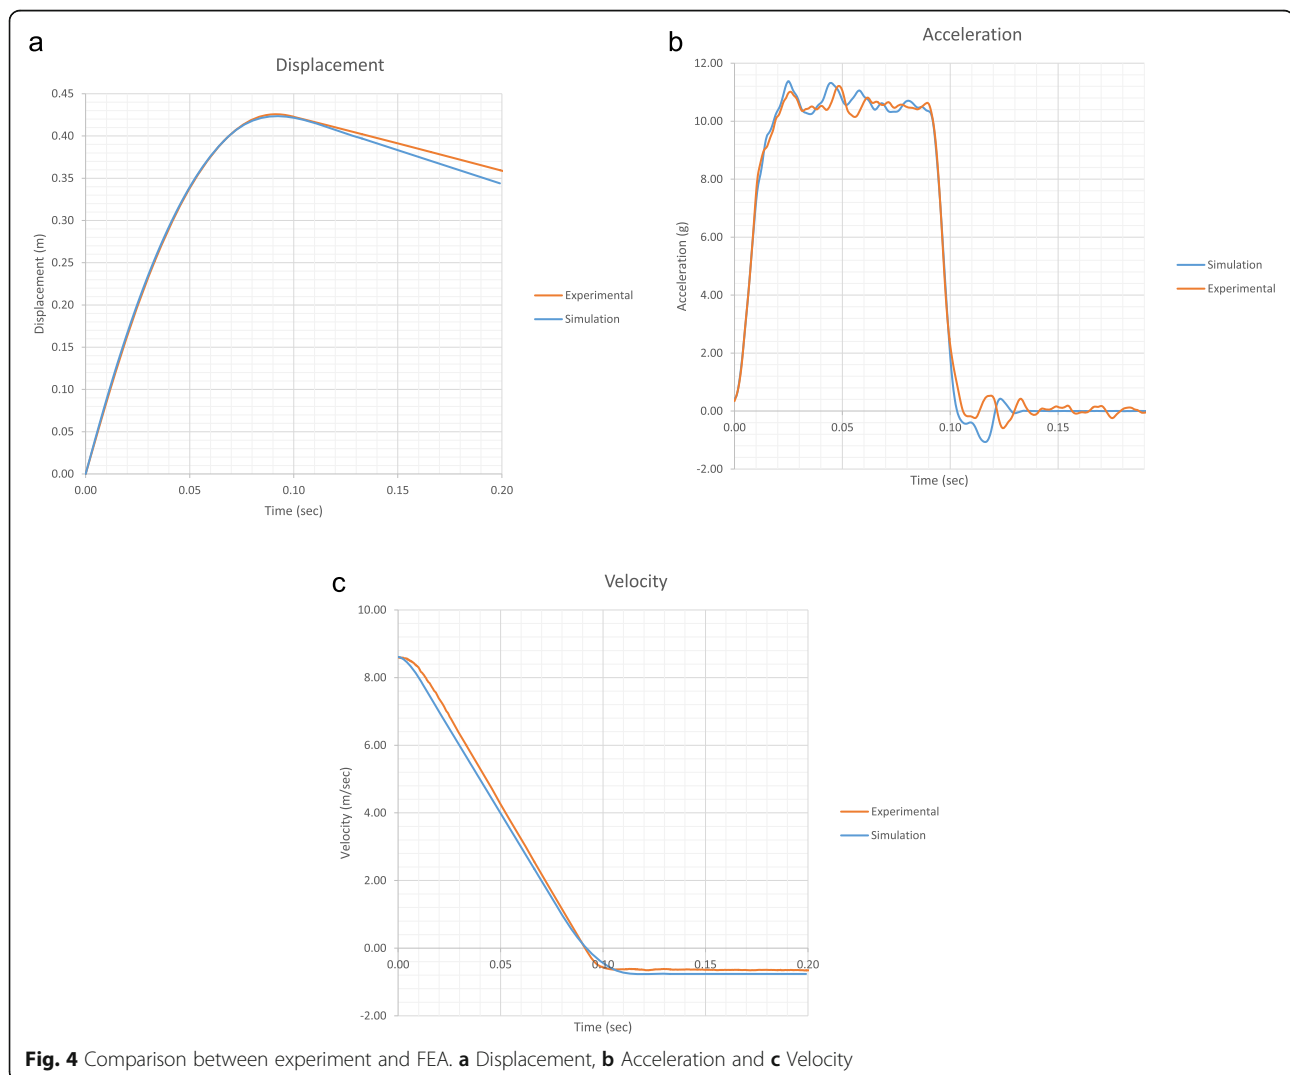 a
Displacement
0.45
0.40
0.35
0.30
0.25
0.20
0.15
0.10
0.05
0.00
Displacement (m)
0.00 0.05 0.10 0.15 0.20
Time (sec)
Experimental
Simulation
b
Acceleration
12.00
10.00
8.00
6.00
4.00
2.00
0.00
-2.00
Acceleration (g)
0.00 0.05 0.10 0.15
Time (sec)
Simulation
Experimental
c
Velocity
10.00
8.00
6.00
4.00
2.00
0.00
-2.00
Velocity (m/sec)
0.00 0.05 0.10 0.15 0.20
Time (sec)
Experimental
Simulation
Fig. 4 Comparison between experiment and FEA. a Displacement, b Acceleration and c Velocity